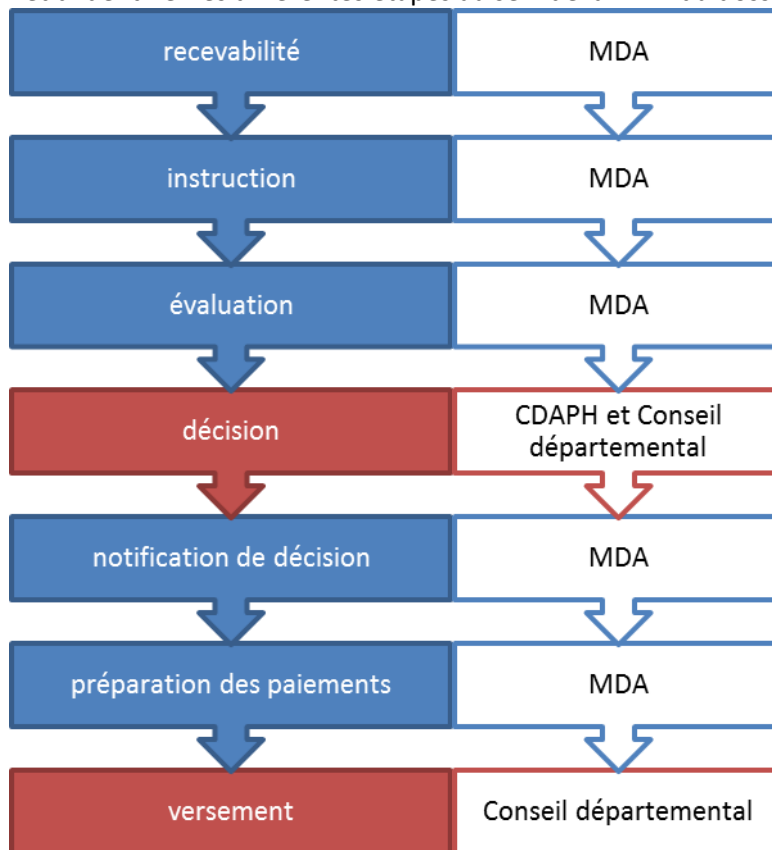 recevabilité MDA
instruction MDA
évaluation MDA
décision CDAPH et Conseil
départemental
notification de décision MDA
préparation des paiements MDA
versement Conseil départemental